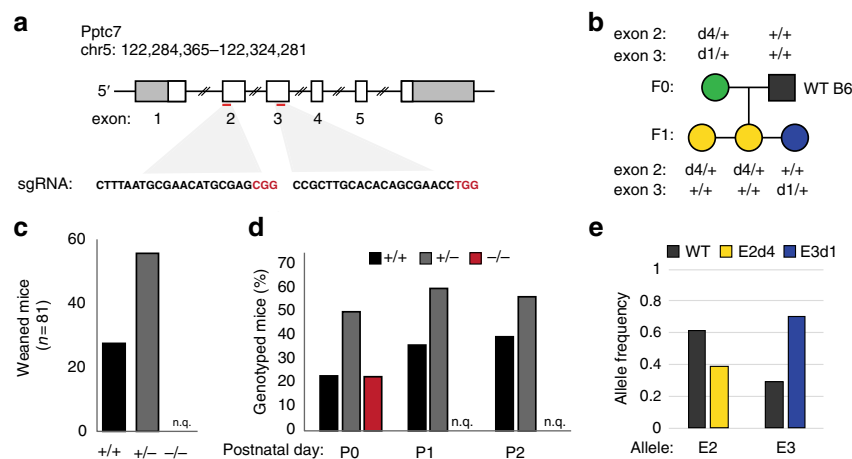 a
Pptc7
chr5: 122,284,365–122,324,281
5′
exon: 1 2 3 4 5 6
sgRNA: CTTTAATGCGAACATGCGAGCGG CCGCTTGCACACAGCGAACCTGG
b
exon 2: d4/+ +/+
exon 3: d1/+ +/+
F0: WT B6
F1:
exon 2: d4/+ d4/+ +/+
exon 3: +/+ +/+ d1/+
c
Weaned mice
(n=81)
60
40
20
0
n.q.
+/+ +/– –/–
d
Genotyped mice (%)
+/+ +/– –/–
70
60
50
40
30
20
10
0
n.q. n.q.
Postnatal day: P0 P1 P2
e
WT E2d4 E3d1
Allele frequency
1
0.8
0.6
0.4
0.2
0
Allele: E2 E3